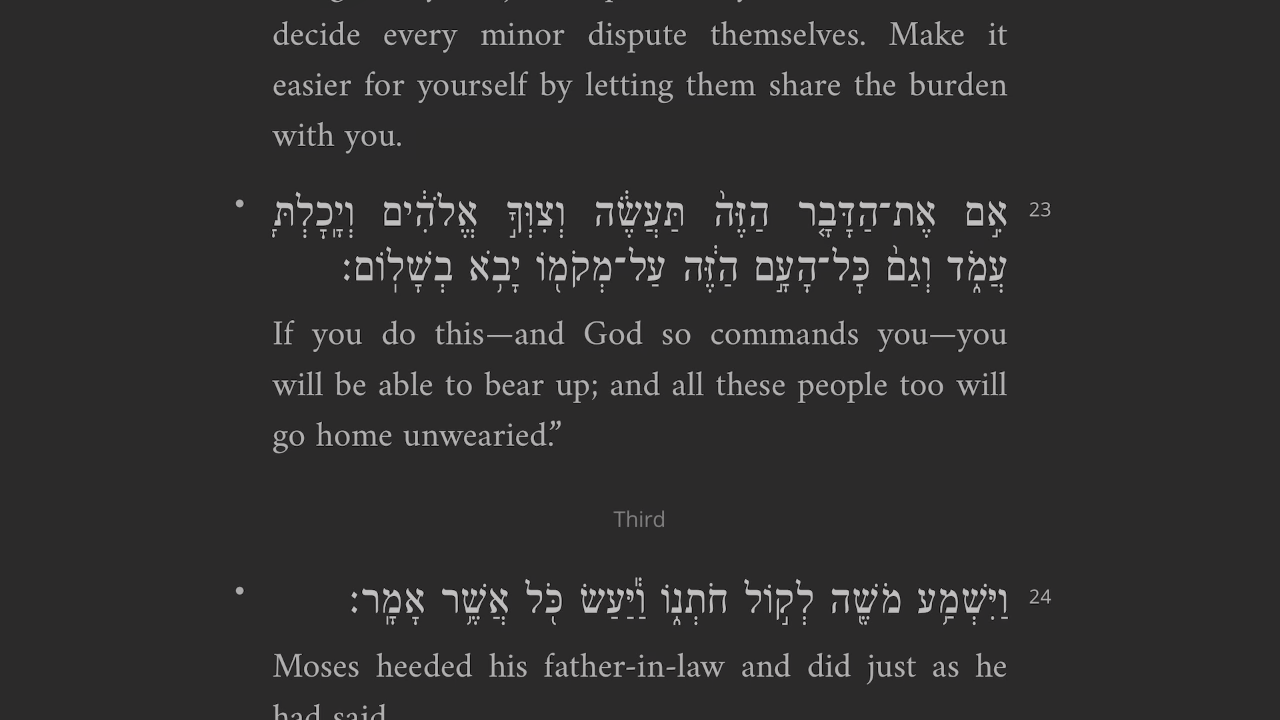 decide every minor dispute themselves. Make it
easier for yourself by letting them share the burden
with you.
23
• אִ֣ם אֶת־הַדָּבָ֤ר הַזֶּה֙ תַּעֲשֶׂ֔ה וְצִוְּךָ֣ אֱלֹהִ֔ים וְיָֽכׇלְתָּ֖
עֲמֹ֑ד וְגַם֙ כׇּל־הָעָ֣ם הַזֶּ֔ה עַל־מְקֹמ֖וֹ יָבֹ֥א בְשָׁלֽוֹם׃
If you do this—and God so commands you—you
will be able to bear up; and all these people too will
go home unwearied.”
Third
24
• וַיִּשְׁמַ֥ע מֹשֶׁ֖ה לְק֣וֹל חֹתְנ֑וֹ וַיַּ֕עַשׂ כֹּ֖ל אֲשֶׁ֥ר אָמָֽר׃
Moses heeded his father-in-law and did just as he
had said